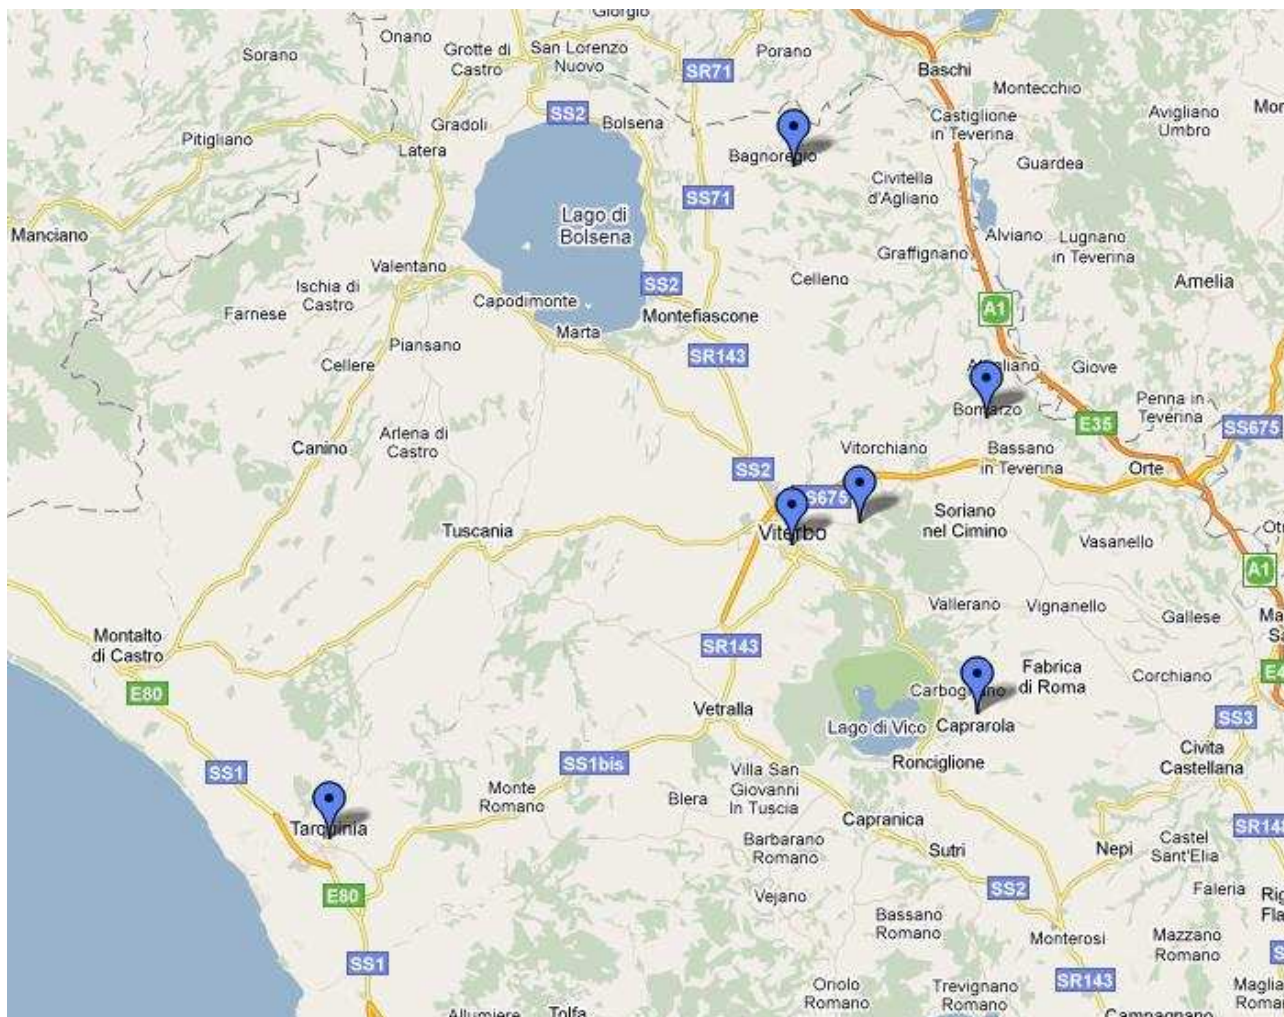 Giorgio
Onano
Sorano
Grotte di
Castro
San Lorenzo
Nuovo
SR71
Porano
Baschi
Montecchio
SS2
Bolsena
Gradoli
Castiglione
in Teverina
Avigliano
Umbro
Pitigliano
Latera
Bagnoregio
Guardea
Civitella
d'Agliano
SS71
Lago di
Bolsena
Manciano
Alviano
Lugnano
in Teverina
Graffignano
Valentano
Celleno
Amelia
Ischia di
Castro
SS2
Capodimonte
Farnese
Montefiascone
A1
Marta
Piansano
SR143
Cellere
Giove
Bomarzo
Penna in
Teverina
E35
SS675
Arlena di
Castro
Canino
Vitorchiano
Bassano
in Teverina
SS2
Orte
S675
Soriano
nel Cimino
Tuscania
Viterbo
Vasanello
A1
Vallerano
Vignanello
Gallese
Montalto
di Castro
SR143
Fabrica
di Roma
Corchiano
E80
Caprarola
Vetralla
Lago di Vico
SS3
Ronciglione
Civita
Castellana
SS1
SS1bis
Villa San
Giovanni
In Tuscia
Monte
Romano
Blera
Capranica
Tarquinia
Barbarano
Romano
Sutri
Nepi
Castel
Sant'Elia
E80
Vejano
SS2
Faleria
Bassano
Romano
Monterosi
Mazzano
Romano
SS1
SR143
Oriolo
Romano
Trevignano
Romano
Allumiere
Tolfa
Campagnano